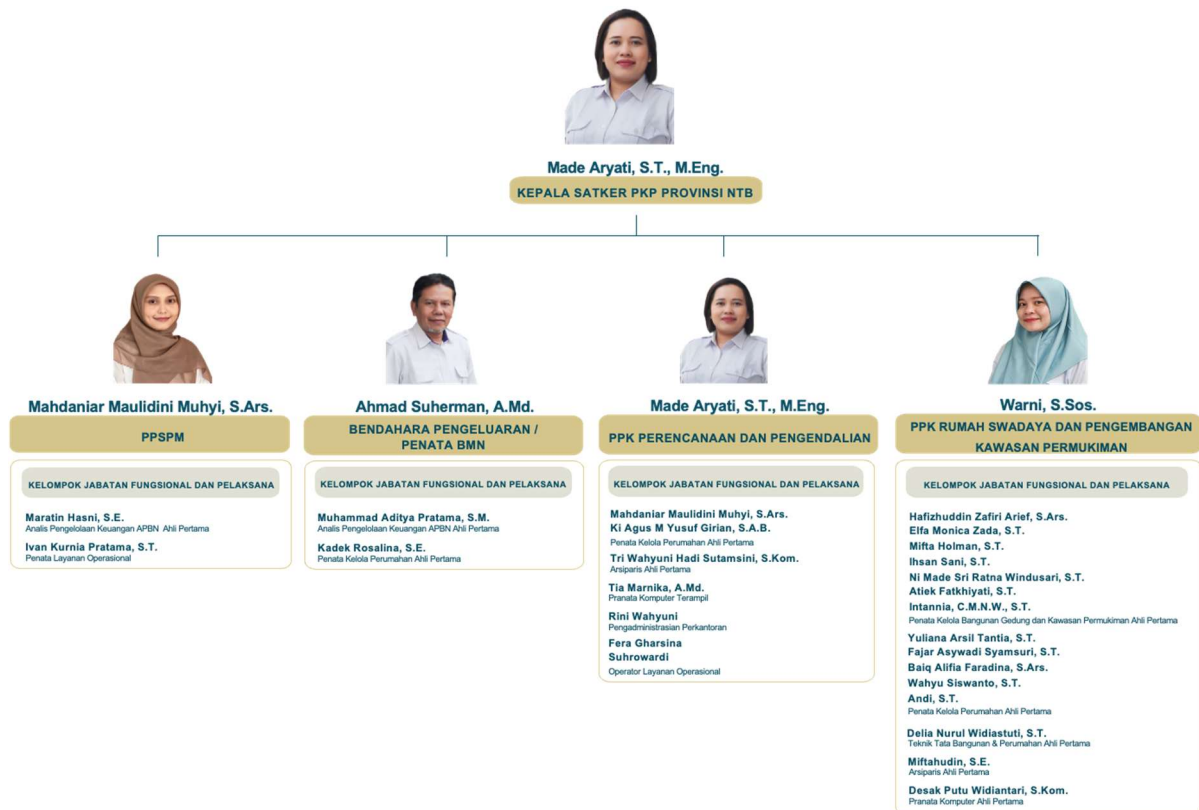 Made Aryati, S.T., M.Eng.
KEPALA SATKER PKP PROVINSI NTB
Mahdaniar Maulidini Muhyi, S.Ars.
PPSPM
KELOMPOK JABATAN FUNGSIONAL DAN PELAKSANA
Maratin Hasni, S.E.
Analis Pengelolaan Keuangan APBN Ahli Pertama
Ivan Kurnia Pratama, S.T.
Penata Layanan Operasional
Ahmad Suherman, A.Md.
BENDAHARA PENGELUARAN /
PENATA BMN
KELOMPOK JABATAN FUNGSIONAL DAN PELAKSANA
Muhammad Aditya Pratama, S.M.
Analis Pengelolaan Keuangan APBN Ahli Pertama
Kadek Rosalina, S.E.
Penata Kelola Perumahan Ahli Pertama
Made Aryati, S.T., M.Eng.
PPK PERENCANAAN DAN PENGENDALIAN
KELOMPOK JABATAN FUNGSIONAL DAN PELAKSANA
Mahdaniar Maulidini Muhyi, S.Ars.
Ki Agus M Yusuf Girian, S.A.B.
Penata Kelola Perumahan Ahli Pertama
Tri Wahyuni Hadi Sutamsini, S.Kom.
Arsiparis Ahli Pertama
Tia Marnika, A.Md.
Pranata Komputer Terampil
Rini Wahyuni
Pengadministrasian Perkantoran
Fera Gharsina
Suhrowardi
Operator Layanan Operasional
Warni, S.Sos.
PPK RUMAH SWADAYA DAN PENGEMBANGAN
KAWASAN PERMUKIMAN
KELOMPOK JABATAN FUNGSIONAL DAN PELAKSANA
Hafizhuddin Zafiri Arief, S.Ars.
Elfa Monica Zada, S.T.
Mifta Holman, S.T.
Ihsan Sani, S.T.
Ni Made Sri Ratna Windusari, S.T.
Atiek Fatkhiyati, S.T.
Intannia, C.M.N.W., S.T.
Penata Kelola Bangunan Gedung dan Kawasan Permukiman Ahli Pertama
Yuliana Arsil Tantia, S.T.
Fajar Asywadi Syamsuri, S.T.
Baiq Alifia Faradina, S.Ars.
Wahyu Siswanto, S.T.
Andi, S.T.
Penata Kelola Perumahan Ahli Pertama
Delia Nurul Widiastuti, S.T.
Teknik Tata Bangunan & Perumahan Ahli Pertama
Miftahudin, S.E.
Arsiparis Ahli Pertama
Desak Putu Widiantari, S.Kom.
Pranata Komputer Ahli Pertama